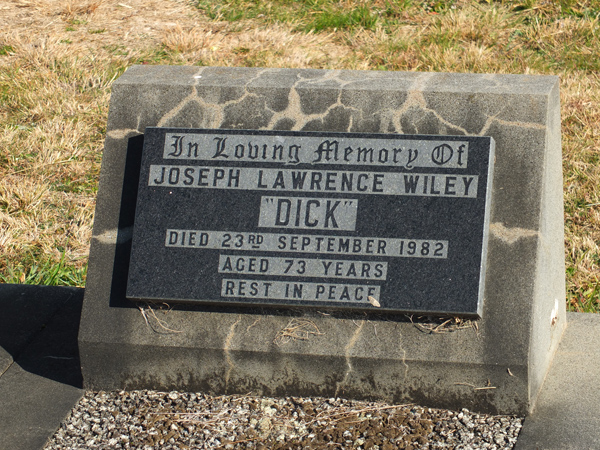 In Loving Memory Of
JOSEPH LAWRENCE WILEY
"DICK"
DIED 23RD SEPTEMBER 1982
AGED 73 YEARS
REST IN PEACE